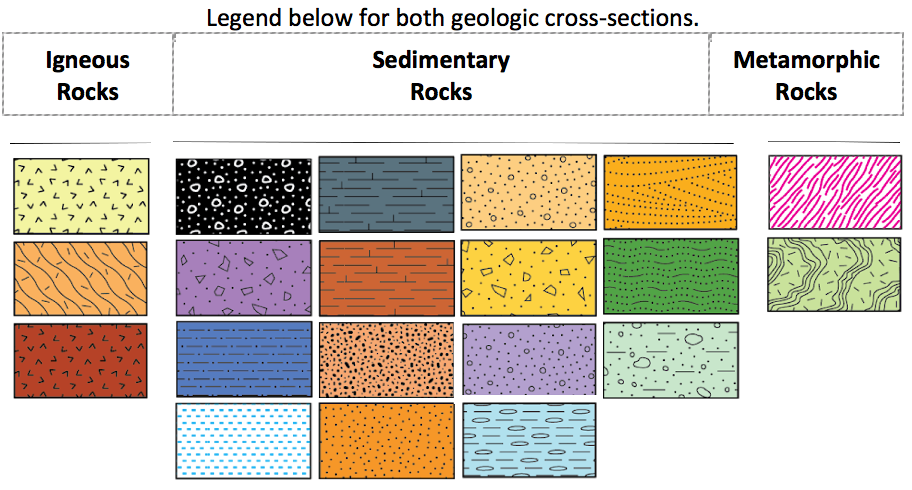 Legend below for both geologic cross-sections.
Igneous
Rocks
Sedimentary
Rocks
Metamorphic
Rocks